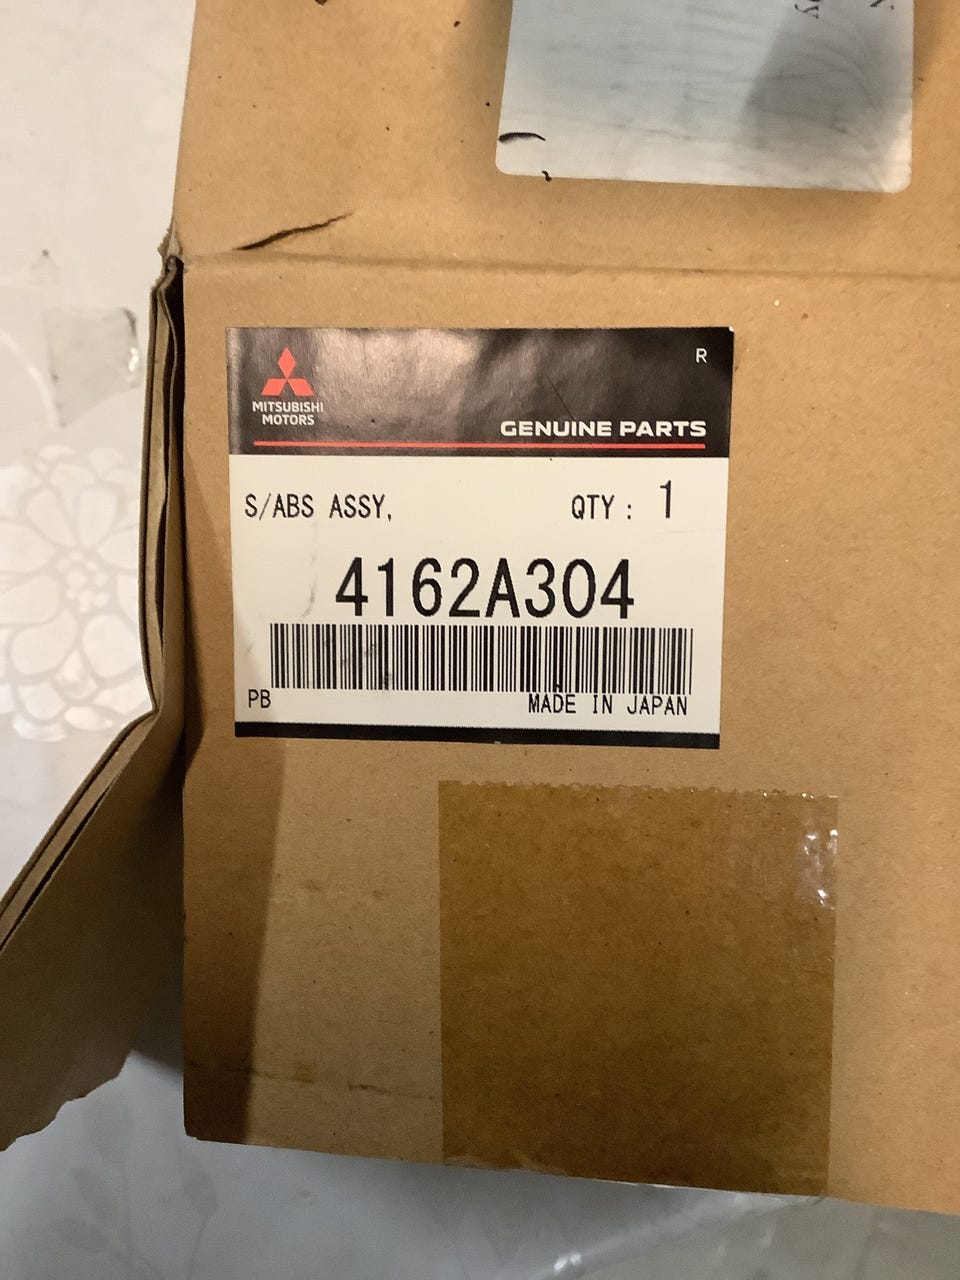 R
MITSUBISHI
MOTORS
GENUINE PARTS
S/ABS ASSY,
QTY : 1
4162A304
PB
MADE IN JAPAN